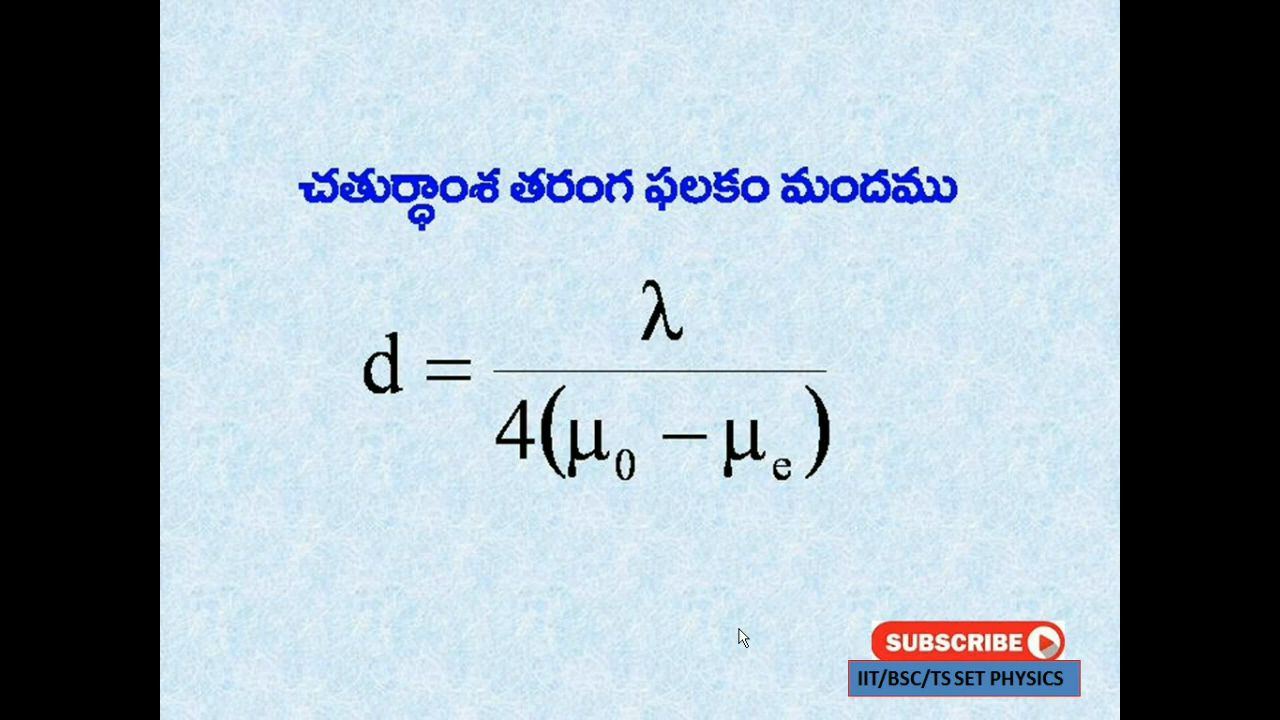 చతుర్ధాంశ తరంగ ఫలకం మందము
d = λ / 4(μ₀ − μₑ)
SUBSCRIBE
IIT/BSC/TS SET PHYSICS